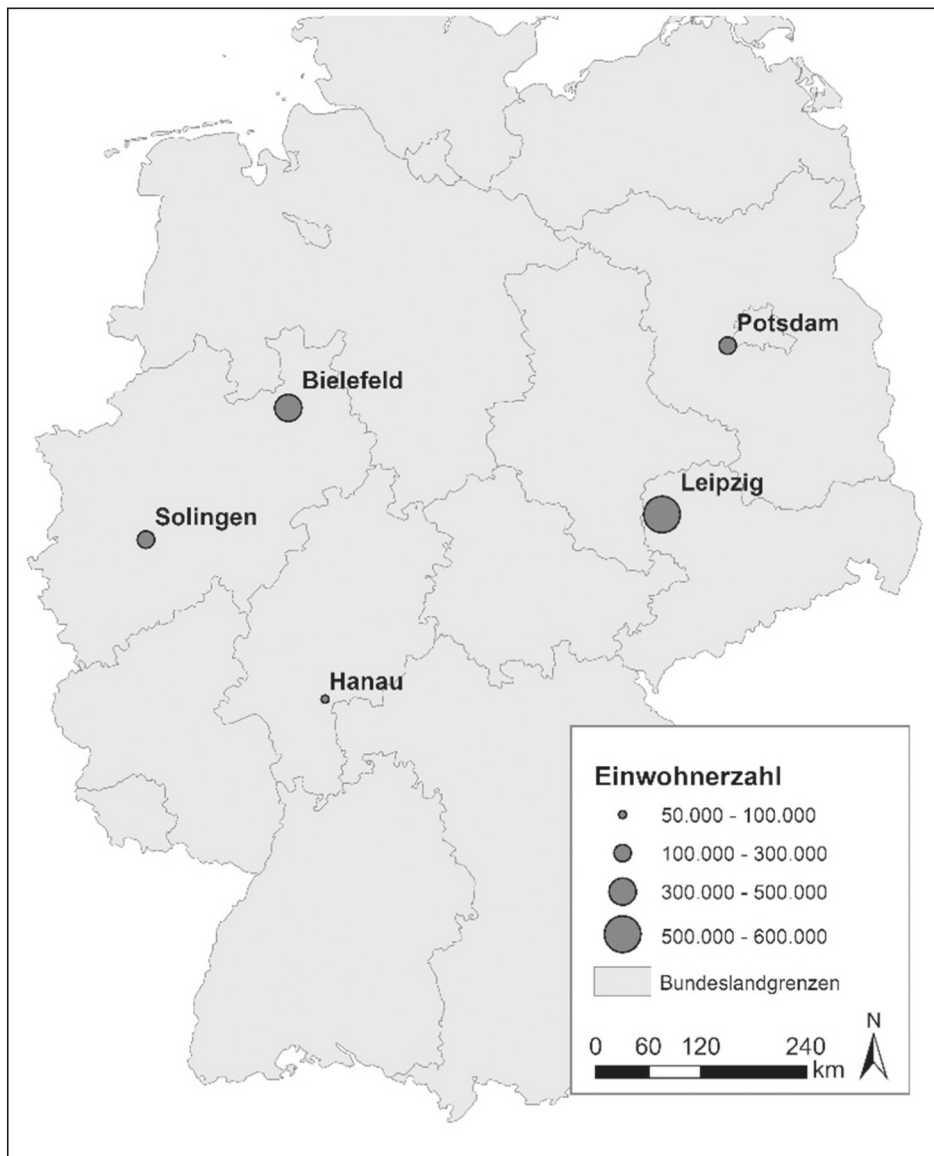 Potsdam
Bielefeld
Leipzig
Solingen
Hanau
Einwohnerzahl
50.000 - 100.000
100.000 - 300.000
300.000 - 500.000
500.000 - 600.000
Bundeslandgrenzen
N
0 60 120 240
km